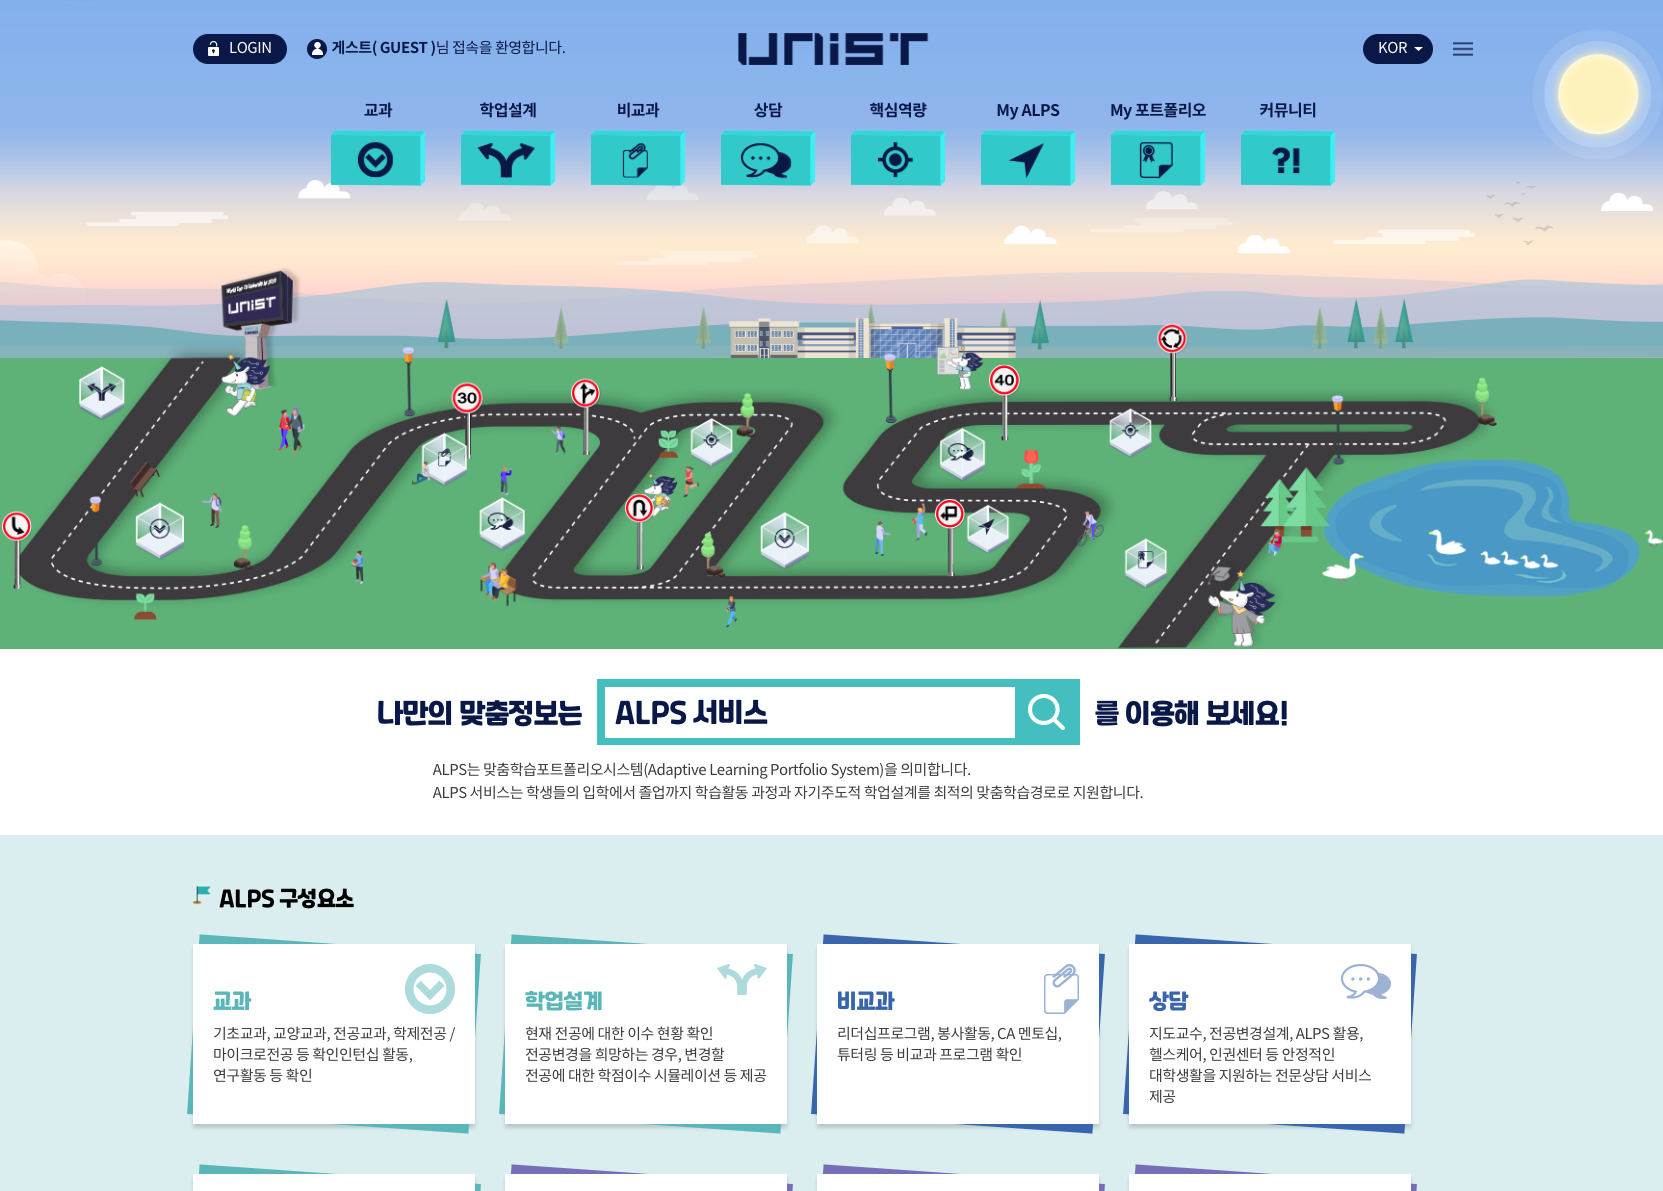 LOGIN
게스트( GUEST )님 접속을 환영합니다.
UNIST
KOR
교과
학업설계
비교과
상담
핵심역량
My ALPS
My 포트폴리오
커뮤니티
?!
UNIST
30
40
나만의 맞춤정보는
ALPS 서비스
를 이용해 보세요!
ALPS는 맞춤학습포트폴리오시스템(Adaptive Learning Portfolio System)을 의미합니다.
ALPS 서비스는 학생들의 입학에서 졸업까지 학습활동 과정과 자기주도적 학업설계를 최적의 맞춤학습경로로 지원합니다.
ALPS 구성요소
교과
기초교과, 교양교과, 전공교과, 학제전공 /
마이크로전공 등 확인인턴십 활동,
연구활동 등 확인
학업설계
현재 전공에 대한 이수 현황 확인
전공변경을 희망하는 경우, 변경할
전공에 대한 학점이수 시뮬레이션 등 제공
비교과
리더십프로그램, 봉사활동, CA 멘토십,
튜터링 등 비교과 프로그램 확인
상담
지도교수, 전공변경설계, ALPS 활용,
헬스케어, 인권센터 등 안정적인
대학생활을 지원하는 전문상담 서비스
제공